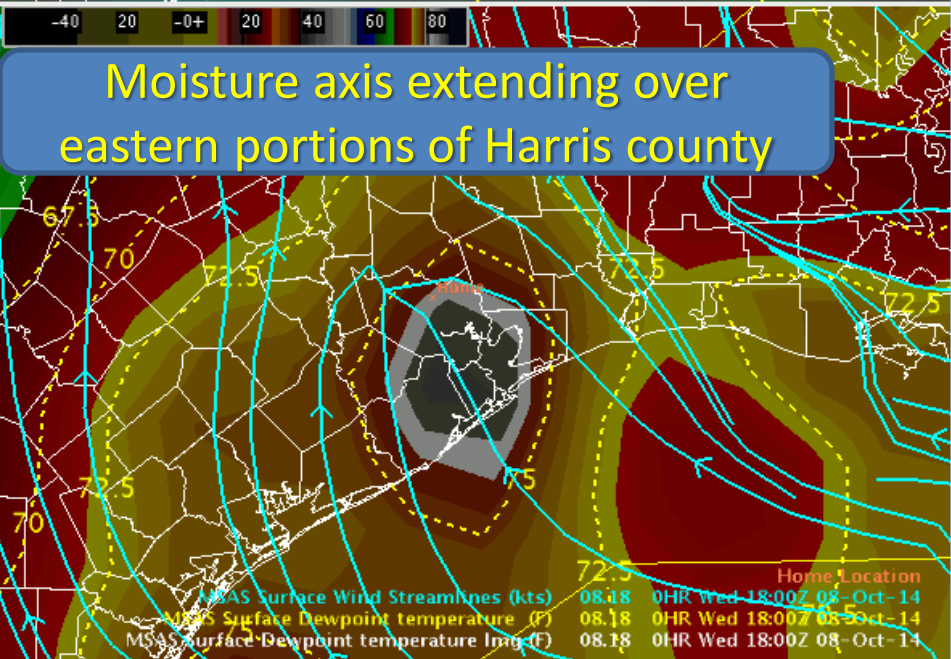 -40 20 -0+ 20 40 60 80
Moisture axis extending over
eastern portions of Harris county
67.5
70
72.5
72.5
72.5
Home
72.5
75
70
72.5
Home Location
MSAS Surface Wind Streamlines (kts) 08.18 0HR Wed 18:00Z 08-Oct-14
MSAS Surface Dewpoint temperature (F) 08.18 0HR Wed 18:00Z 08-Oct-14
MSAS Surface Dewpoint temperature Img (F) 08.18 0HR Wed 18:00Z 08-Oct-14